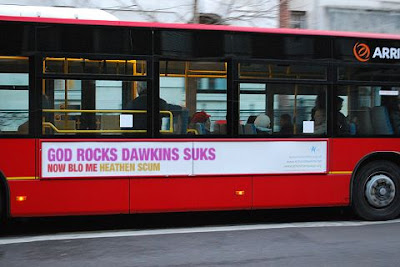 ARRI
GOD ROCKS DAWKINS SUKS
NOW BLO ME HEATHEN SCUM